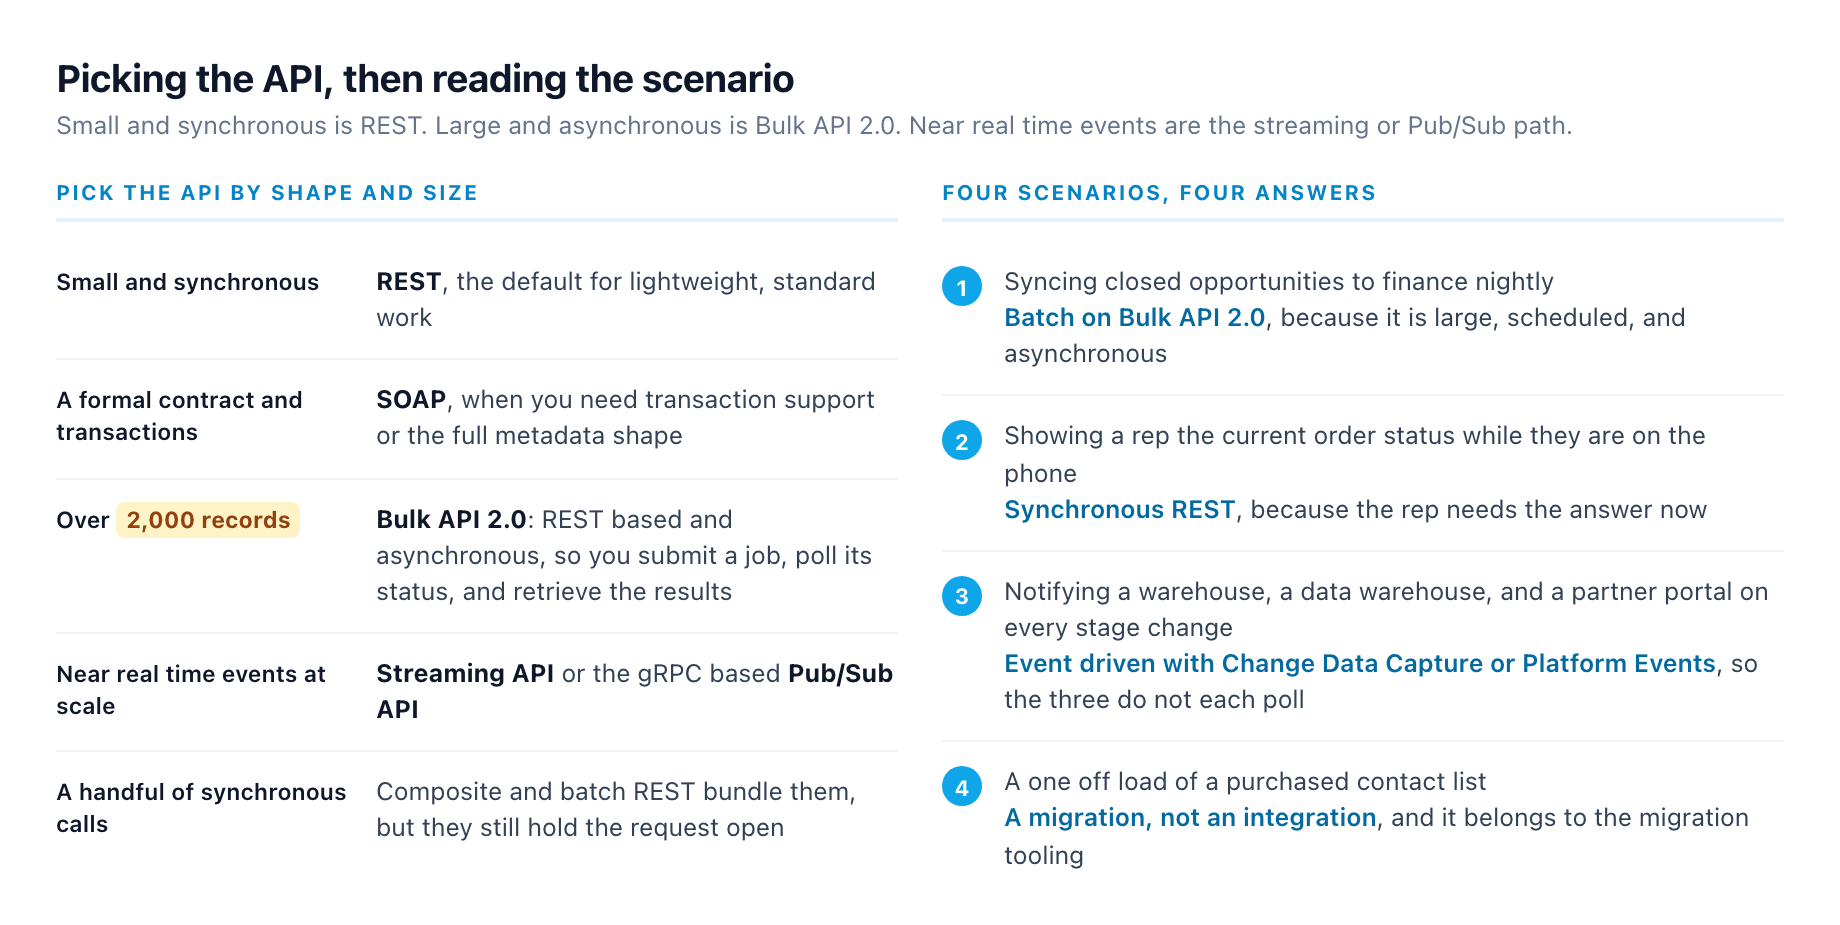 Picking the API, then reading the scenario
Small and synchronous is REST. Large and asynchronous is Bulk API 2.0. Near real time events are the streaming or Pub/Sub path.
PICK THE API BY SHAPE AND SIZE
Small and synchronous
REST, the default for lightweight, standard
work
A formal contract and
transactions
SOAP, when you need transaction support
or the full metadata shape
Over 2,000 records
Bulk API 2.0: REST based and
asynchronous, so you submit a job, poll its
status, and retrieve the results
Near real time events at
scale
Streaming API or the gRPC based Pub/Sub
API
A handful of synchronous
calls
Composite and batch REST bundle them,
but they still hold the request open
FOUR SCENARIOS, FOUR ANSWERS
1
Syncing closed opportunities to finance nightly
Batch on Bulk API 2.0, because it is large, scheduled, and
asynchronous
2
Showing a rep the current order status while they are on the
phone
Synchronous REST, because the rep needs the answer now
3
Notifying a warehouse, a data warehouse, and a partner portal on
every stage change
Event driven with Change Data Capture or Platform Events, so
the three do not each poll
4
A one off load of a purchased contact list
A migration, not an integration, and it belongs to the migration
tooling